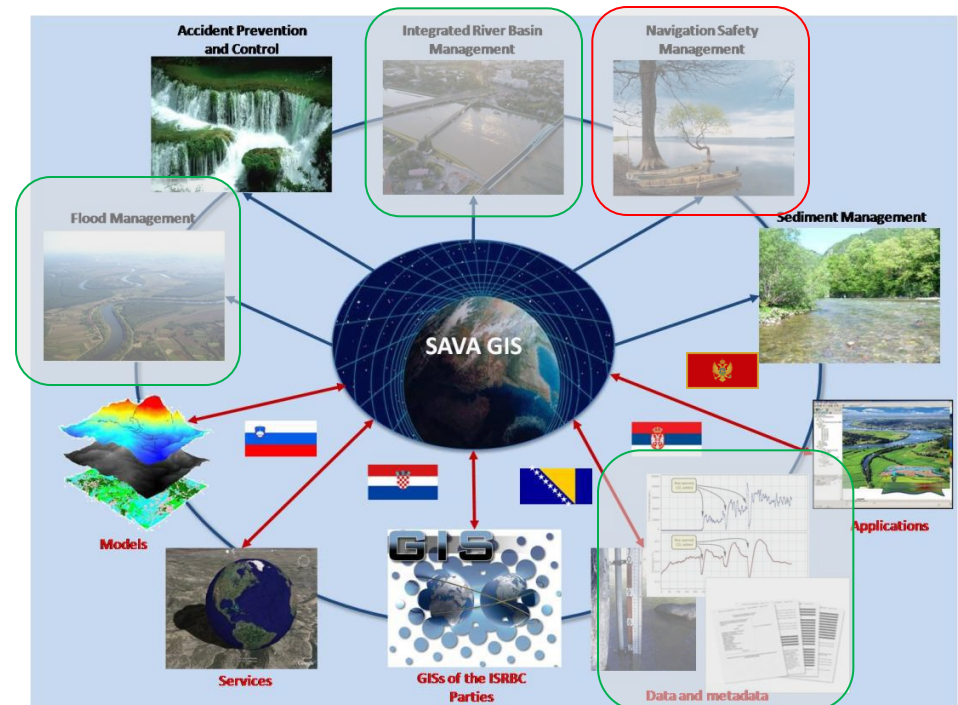 Accident Prevention
and Control
Integrated River Basin
Management
Navigation Safety
Management
Flood Management
Sediment Management
SAVA GIS
Models
Services
GIS
GISs of the ISRBC
Parties
Data and metadata
Applications